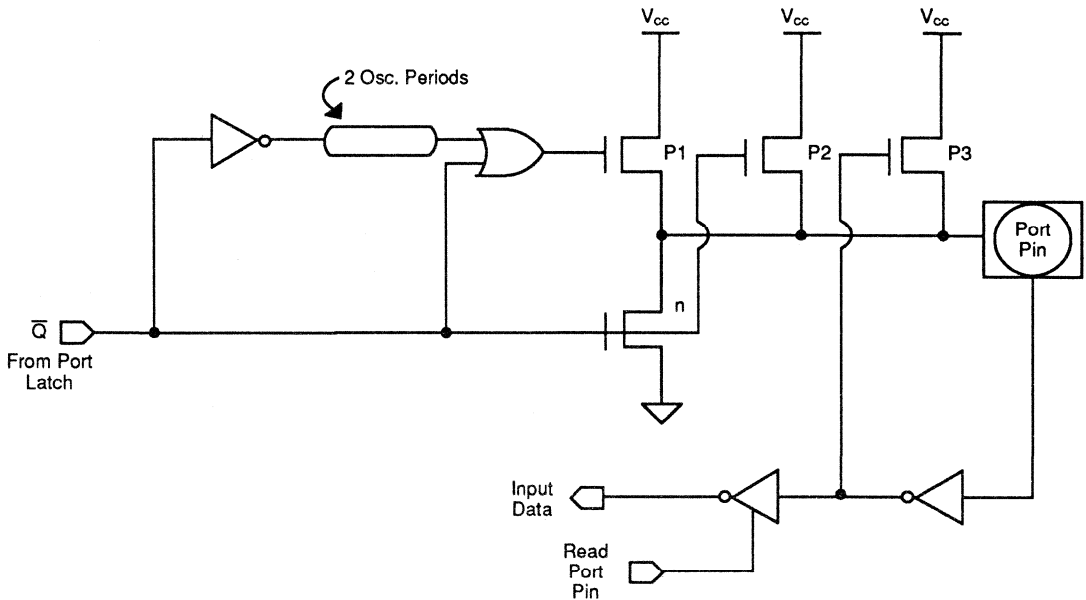 Vcc
Vcc
Vcc
2 Osc. Periods
P1
P2
P3
Port
Pin
n
Q̅
From Port
Latch
Input
Data
Read
Port
Pin